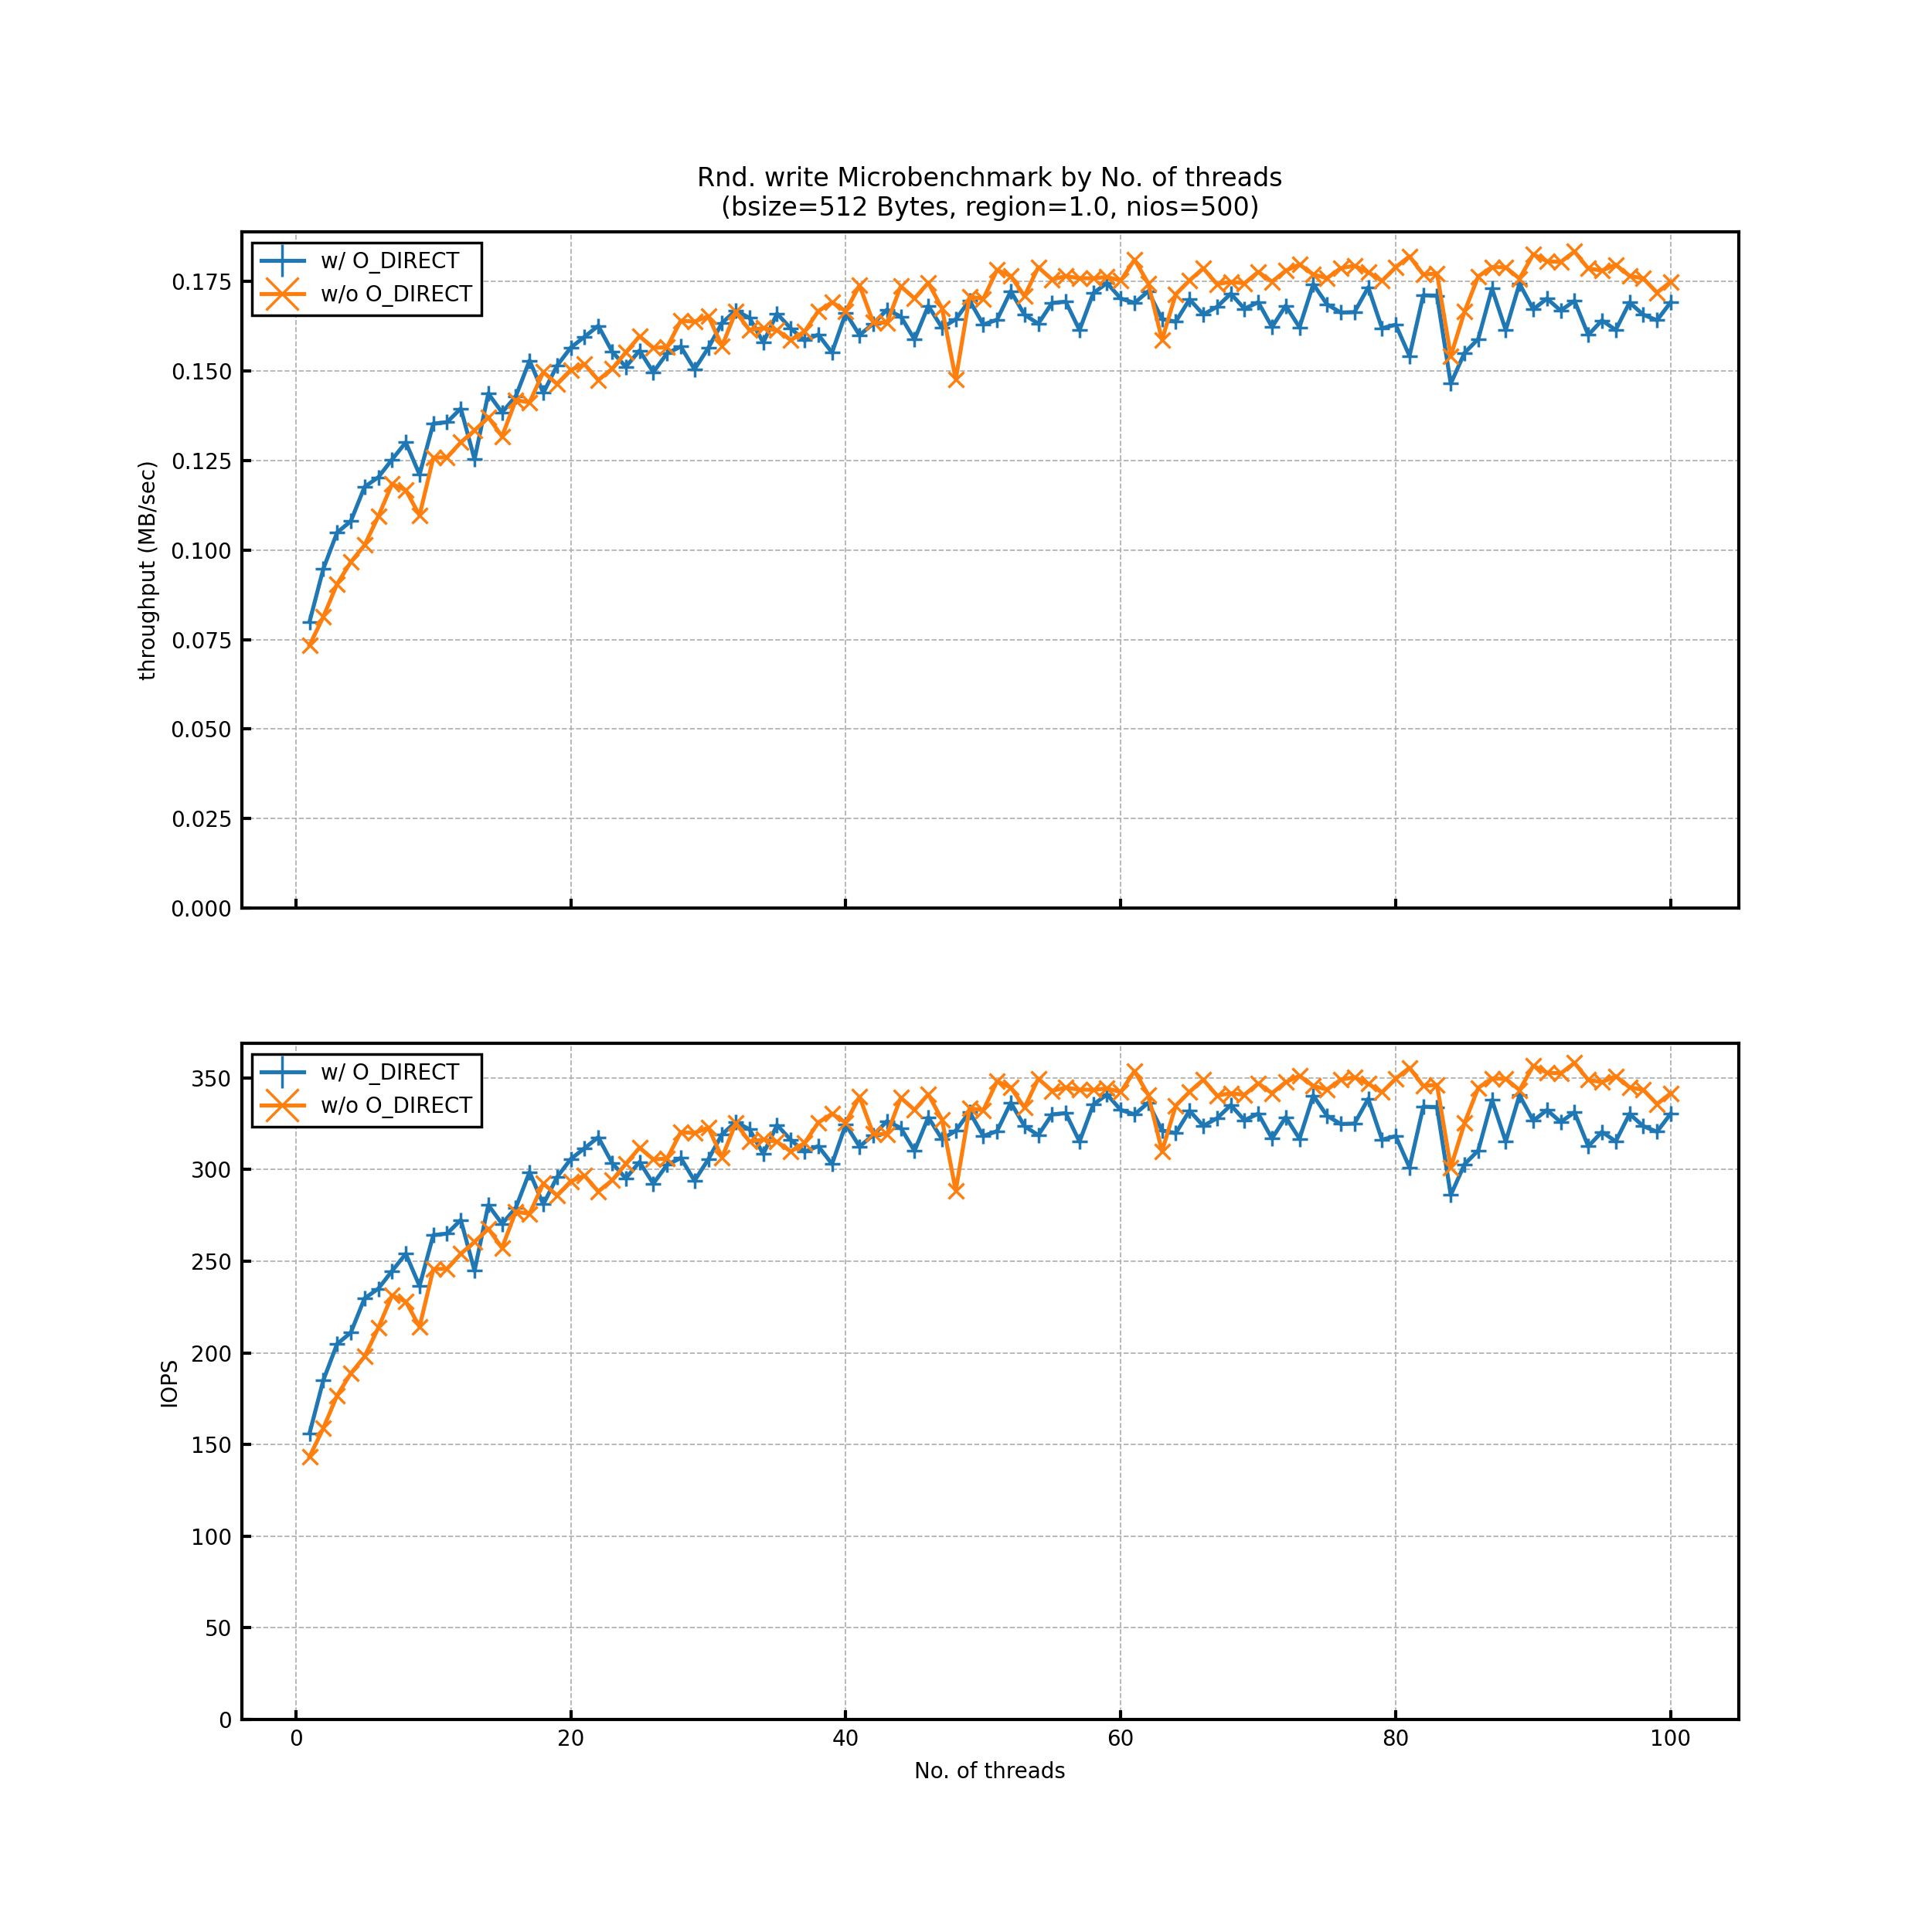 Rnd. write Microbenchmark by No. of threads
(bsize=512 Bytes, region=1.0, nios=500)
w/ O_DIRECT
w/o O_DIRECT
throughput (MB/sec)
0.175
0.150
0.125
0.100
0.075
0.050
0.025
0.000
w/ O_DIRECT
w/o O_DIRECT
IOPS
350
300
250
200
150
100
50
0
0 20 40 60 80 100
No. of threads